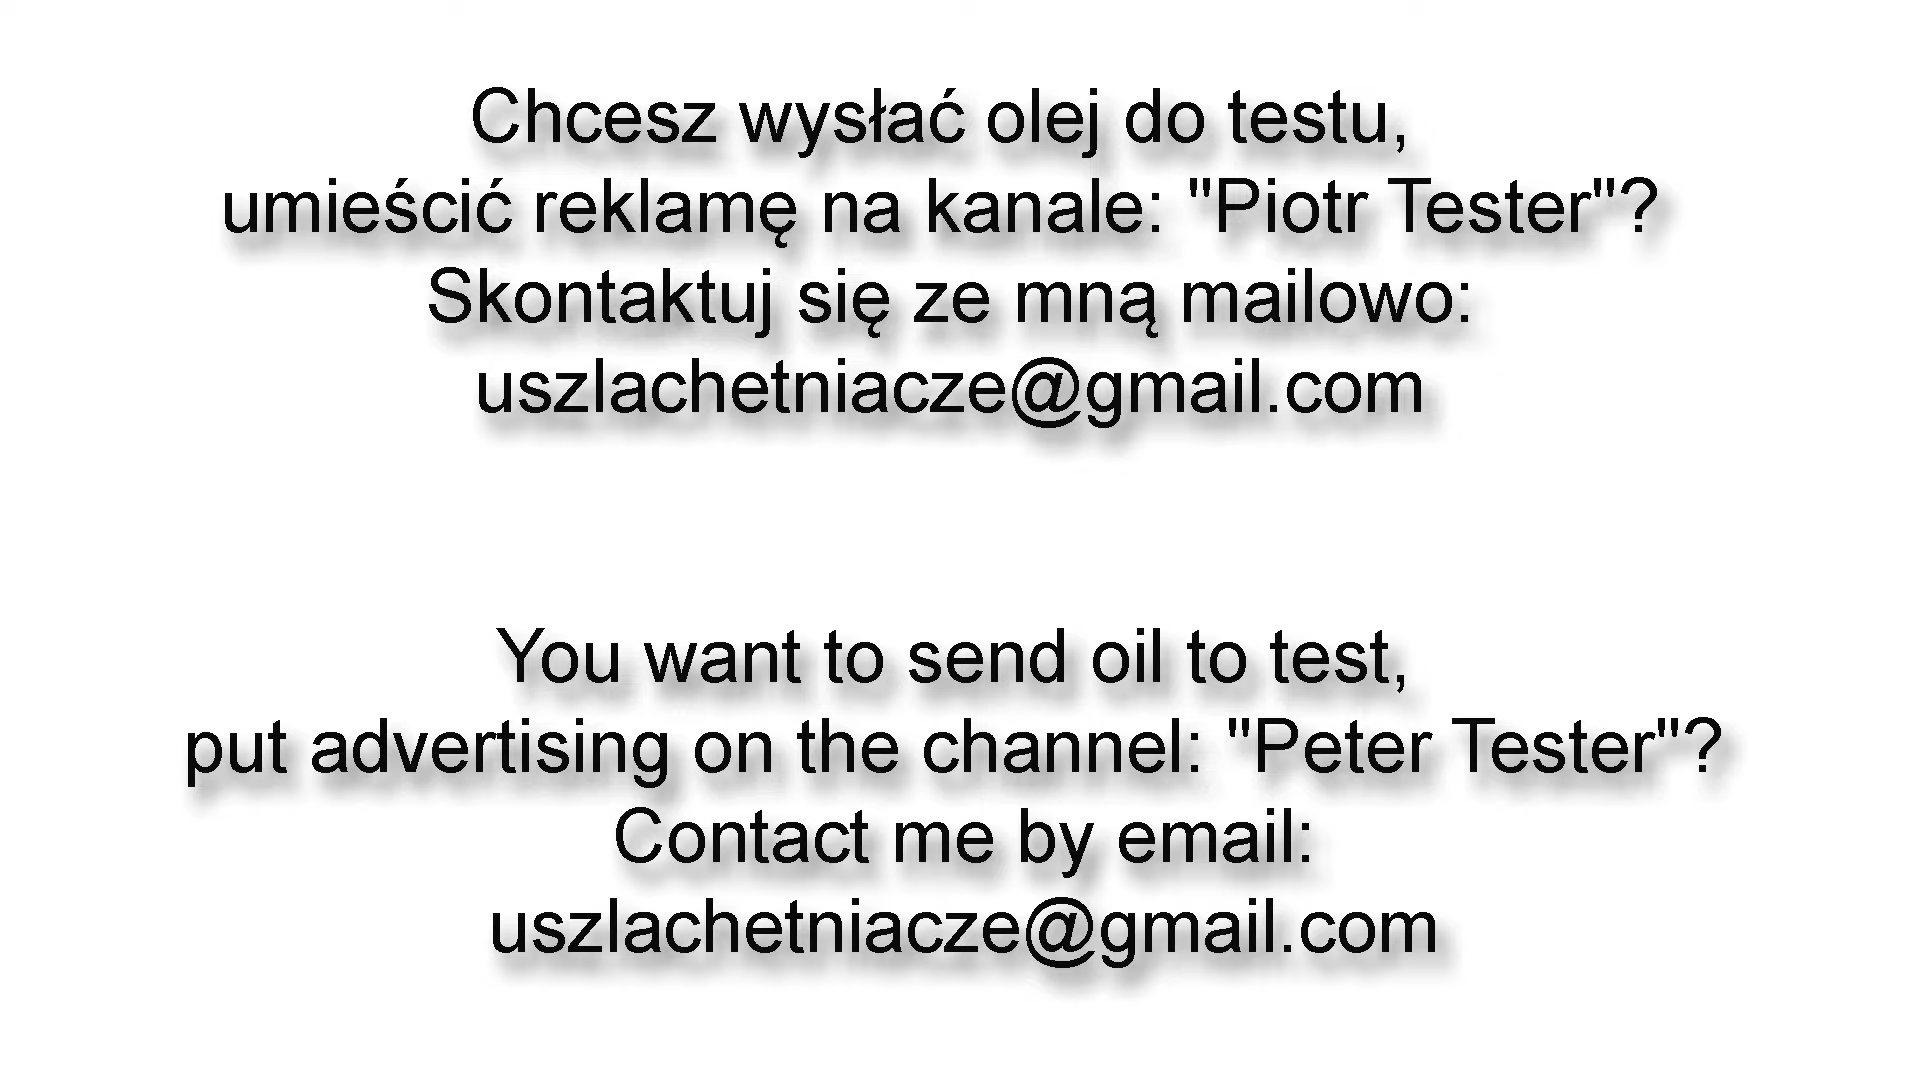 Chcesz wysłać olej do testu,
umieścić reklamę na kanale: "Piotr Tester"?
Skontaktuj się ze mną mailowo:
uszlachetniacze@gmail.com
You want to send oil to test,
put advertising on the channel: "Peter Tester"?
Contact me by email:
uszlachetniacze@gmail.com